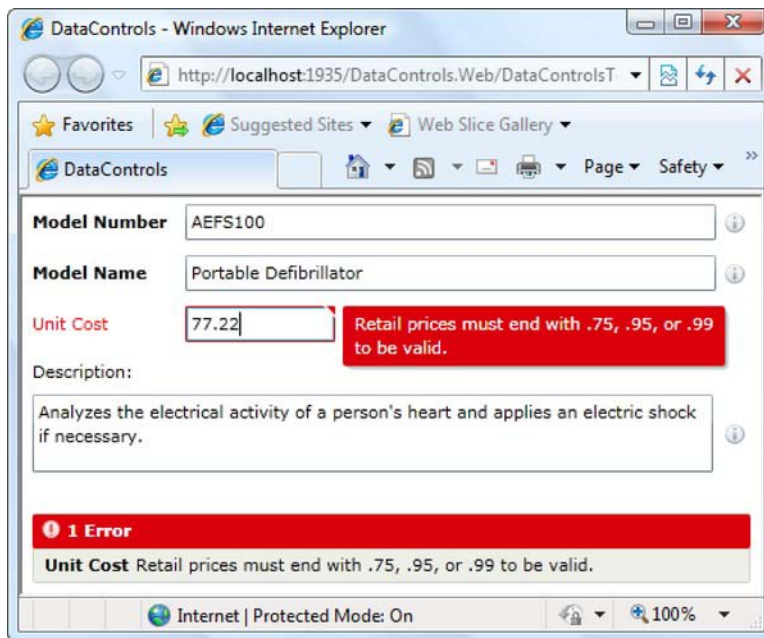 DataControls - Windows Internet Explorer
http://localhost:1935/DataControls.Web/DataControlsT
Favorites Suggested Sites Web Slice Gallery
DataControls Page Safety »
Model Number AEFS100
Model Name Portable Defibrillator
Unit Cost 77.22 Retail prices must end with .75, .95, or .99
to be valid.
Description:
Analyzes the electrical activity of a person's heart and applies an electric shock
if necessary.
1 Error
Unit Cost Retail prices must end with .75, .95, or .99 to be valid.
Internet | Protected Mode: On 100%